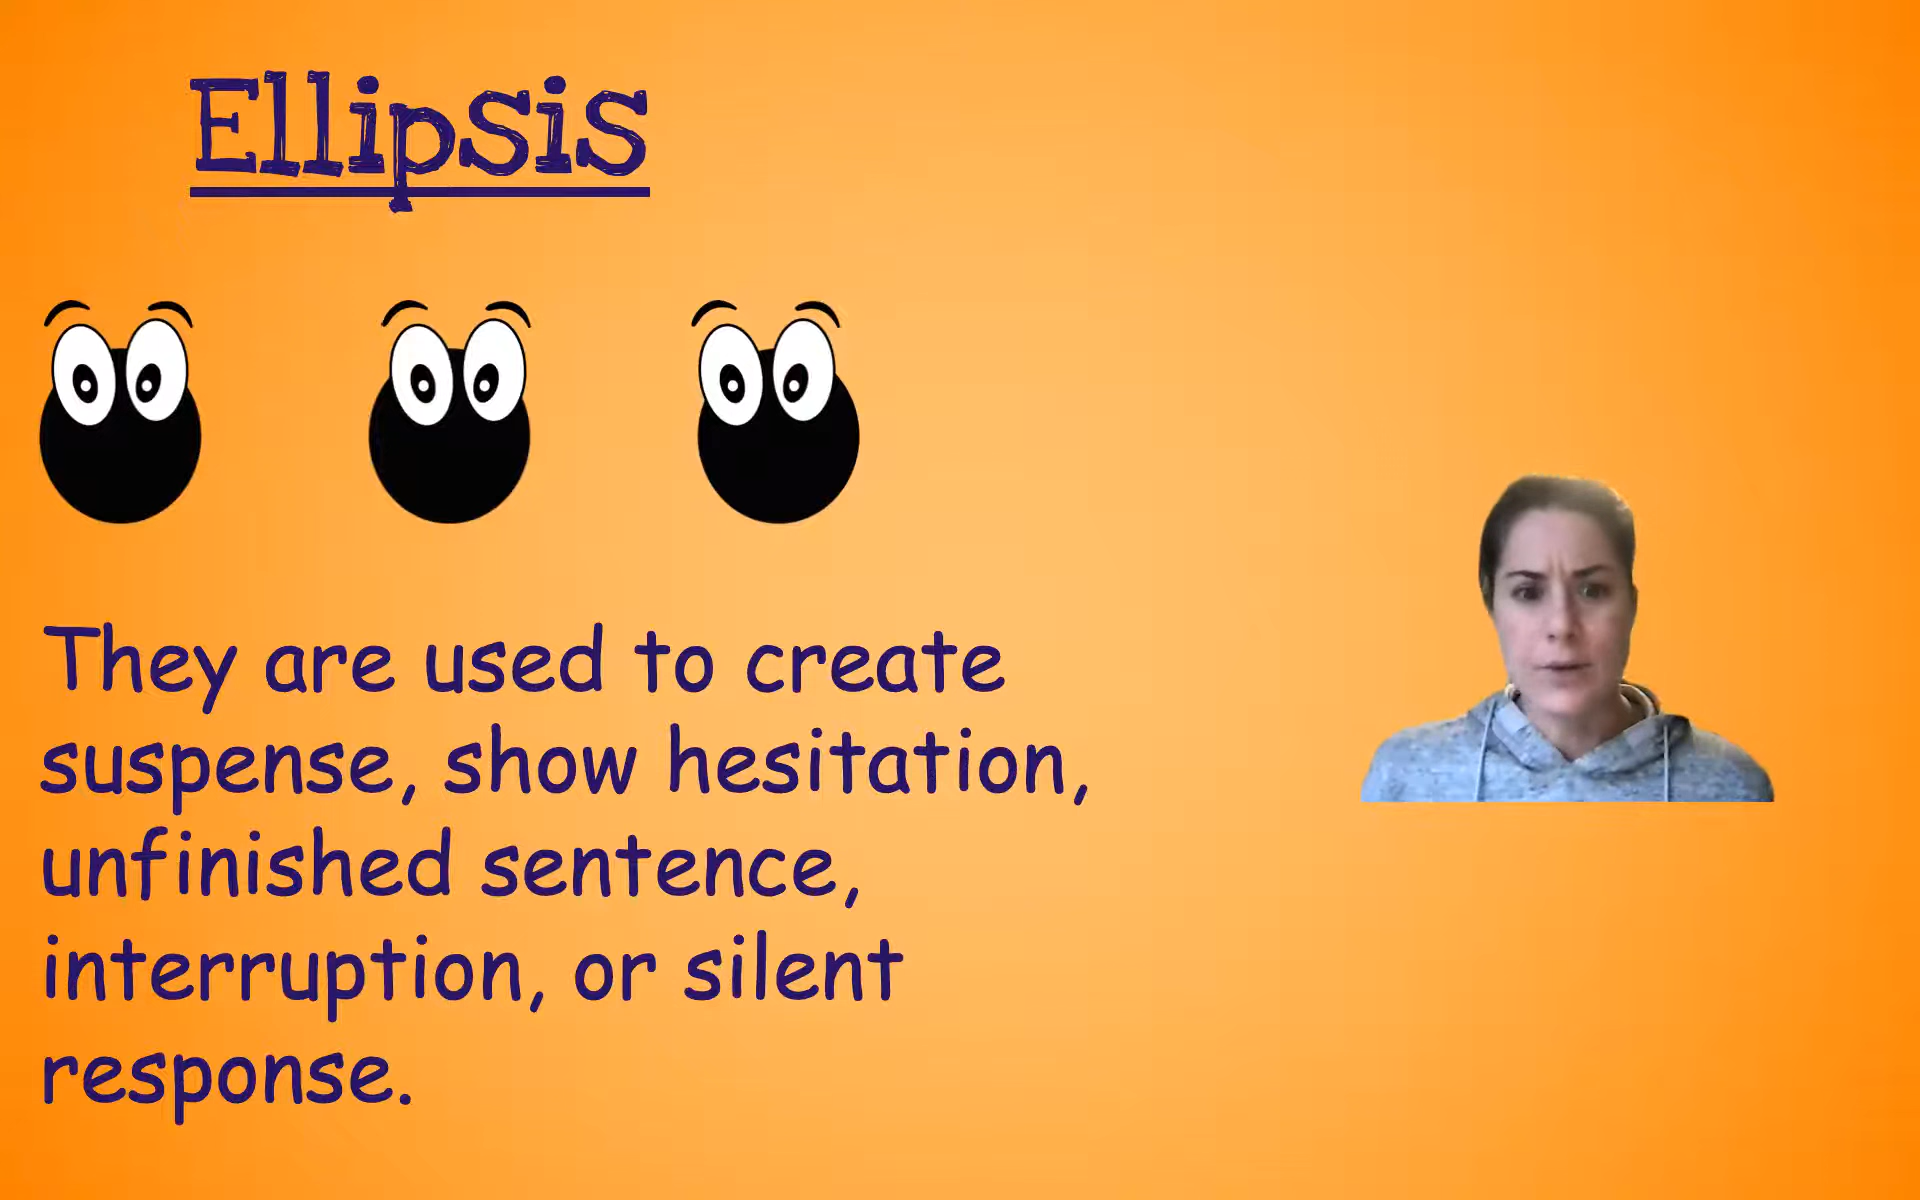 Ellipsis
They are used to create
suspense, show hesitation,
unfinished sentence,
interruption, or silent
response.